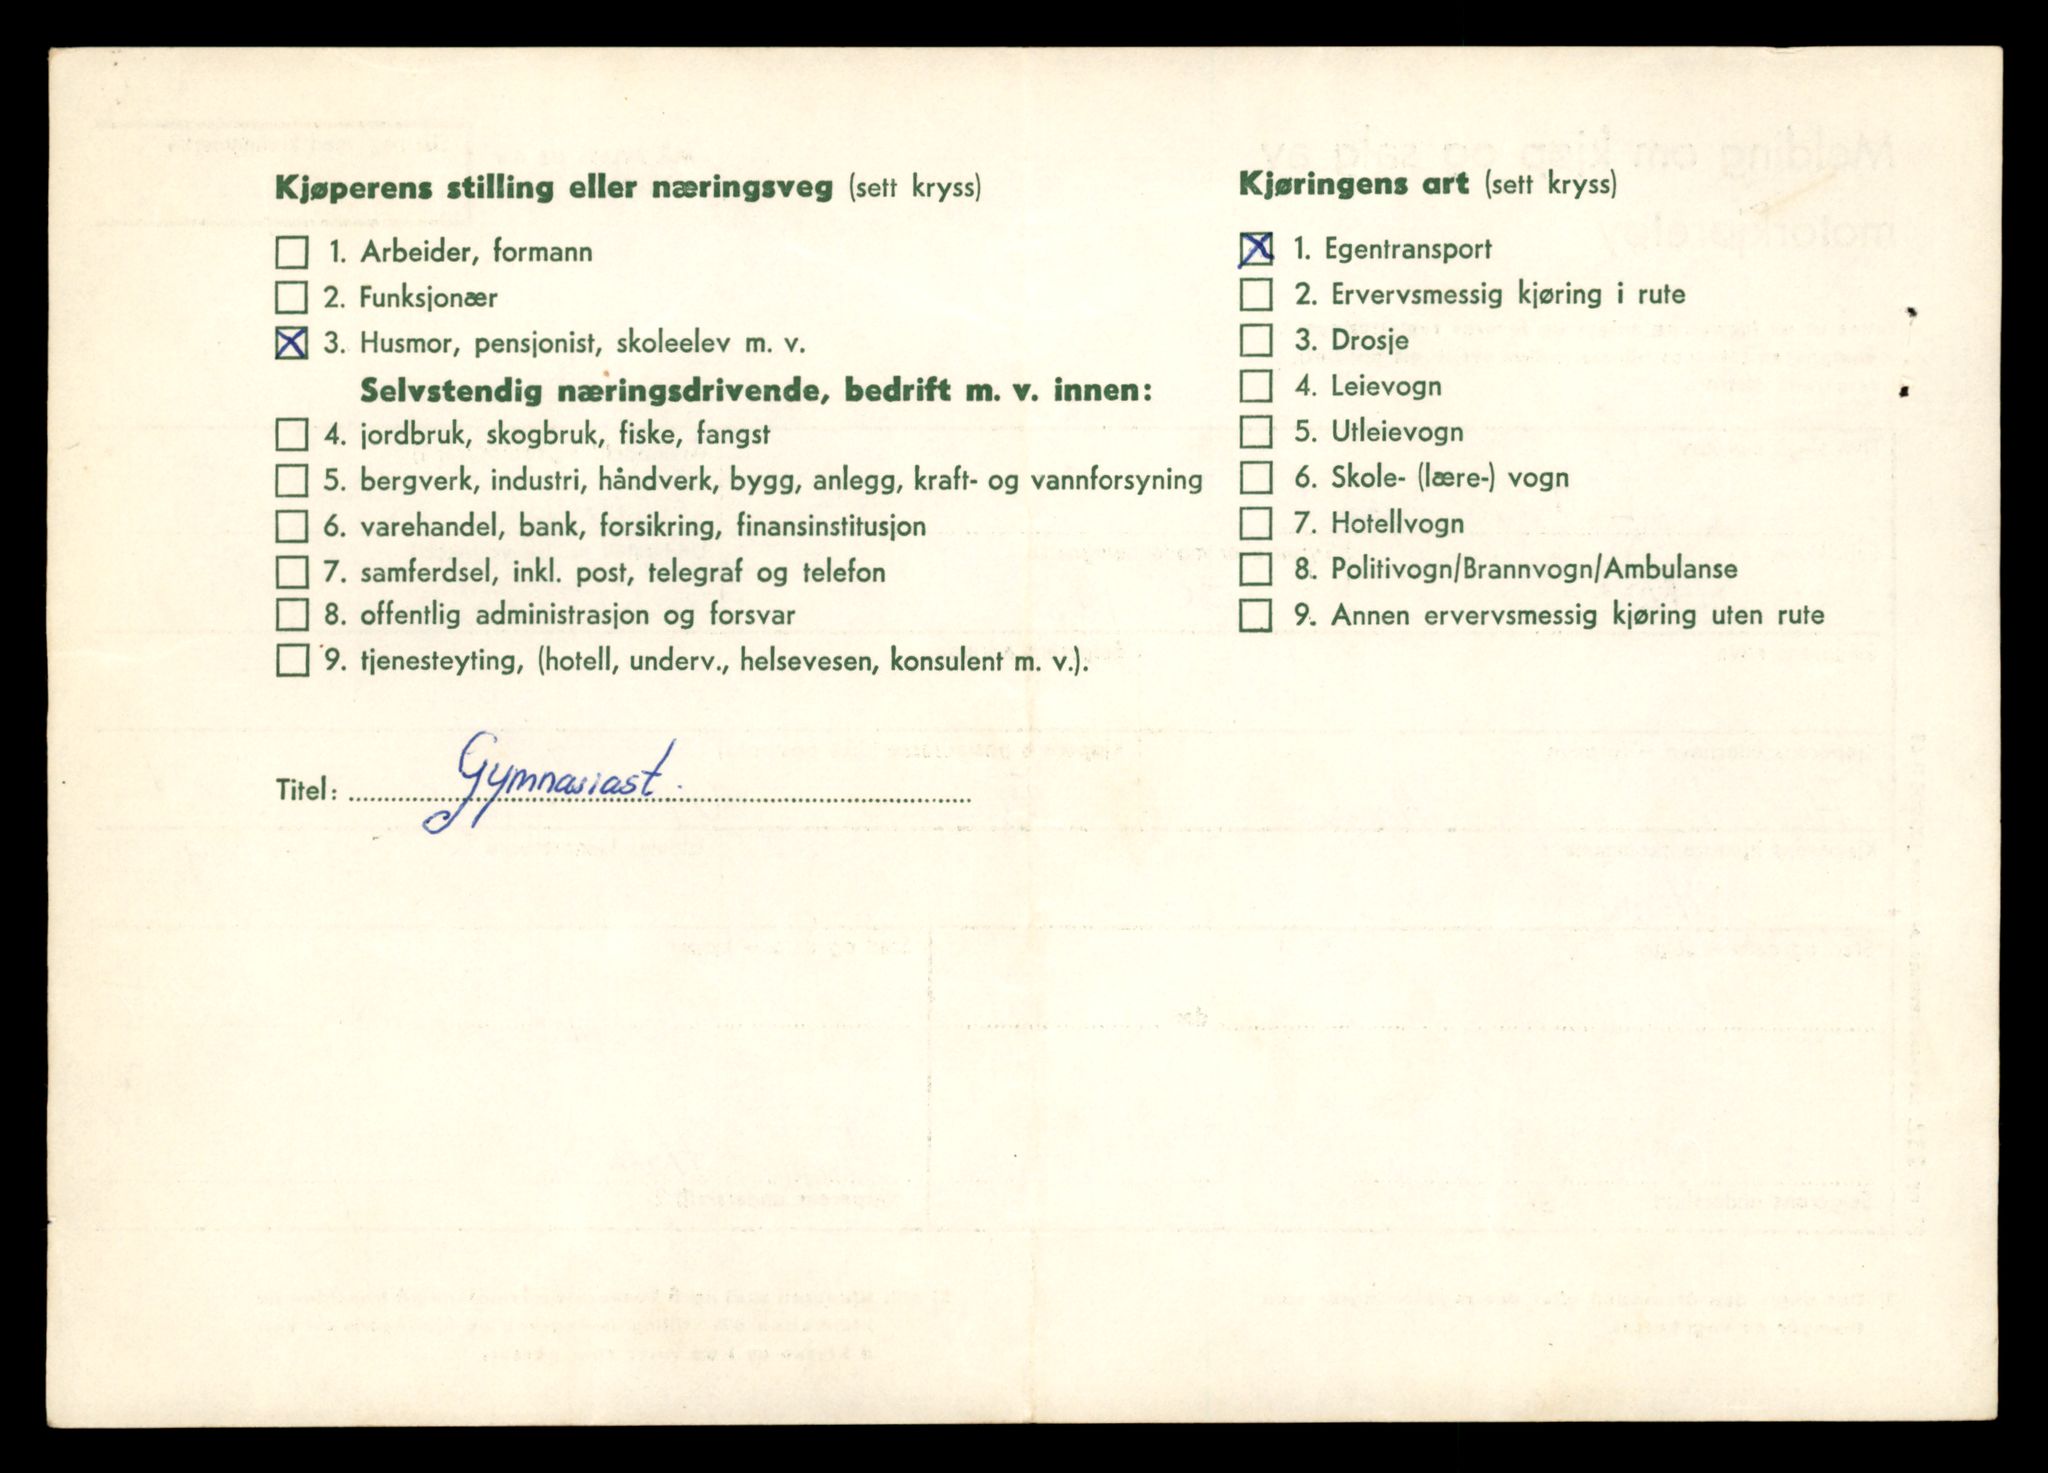 Kjøperens stilling eller næringsveg (sett kryss)
1. Arbeider, formann
2. Funksjonær
3. Husmor, pensjonist, skoleelev m. v.
Selvstendig næringsdrivende, bedrift m. v. innen:
4. jordbruk, skogbruk, fiske, fangst
5. bergverk, industri, håndverk, bygg, anlegg, kraft- og vannforsyning
6. varehandel, bank, forsikring, finansinstitusjon
7. samferdsel, inkl. post, telegraf og telefon
8. offentlig administrasjon og forsvar
9. tjenesteyting, (hotell, underv., helsevesen, konsulent m. v.).
Titel: Gymnasiast.
Kjøringens art (sett kryss)
1. Egentransport
2. Ervervsmessig kjøring i rute
3. Drosje
4. Leievogn
5. Utleievogn
6. Skole- (lære-) vogn
7. Hotellvogn
8. Politivogn/Brannvogn/Ambulanse
9. Annen ervervsmessig kjøring uten rute